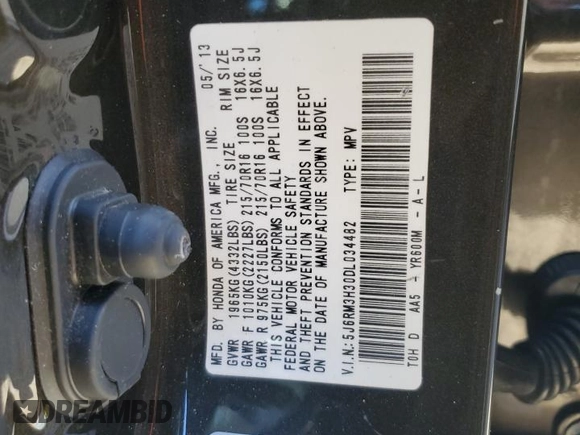 MFD. BY HONDA OF AMERICA MFG., INC. 05/'13
GVWR 1965KG(4332LBS) TIRE SIZE RIM SIZE
GAWR F 1010KG(2227LBS) 215/70R16 100S 16X6.5J
GAWR R 975KG(2150LBS) 215/70R16 100S 16X6.5J
THIS VEHICLE CONFORMS TO ALL APPLICABLE
FEDERAL MOTOR VEHICLE SAFETY
AND THEFT PREVENTION STANDARDS IN EFFECT
ON THE DATE OF MANUFACTURE SHOWN ABOVE.
V.I.N.: 5J6RM3H30DL034482 TYPE: MPV
TOH D AA5 - YR600M - A - L
DREAMBID